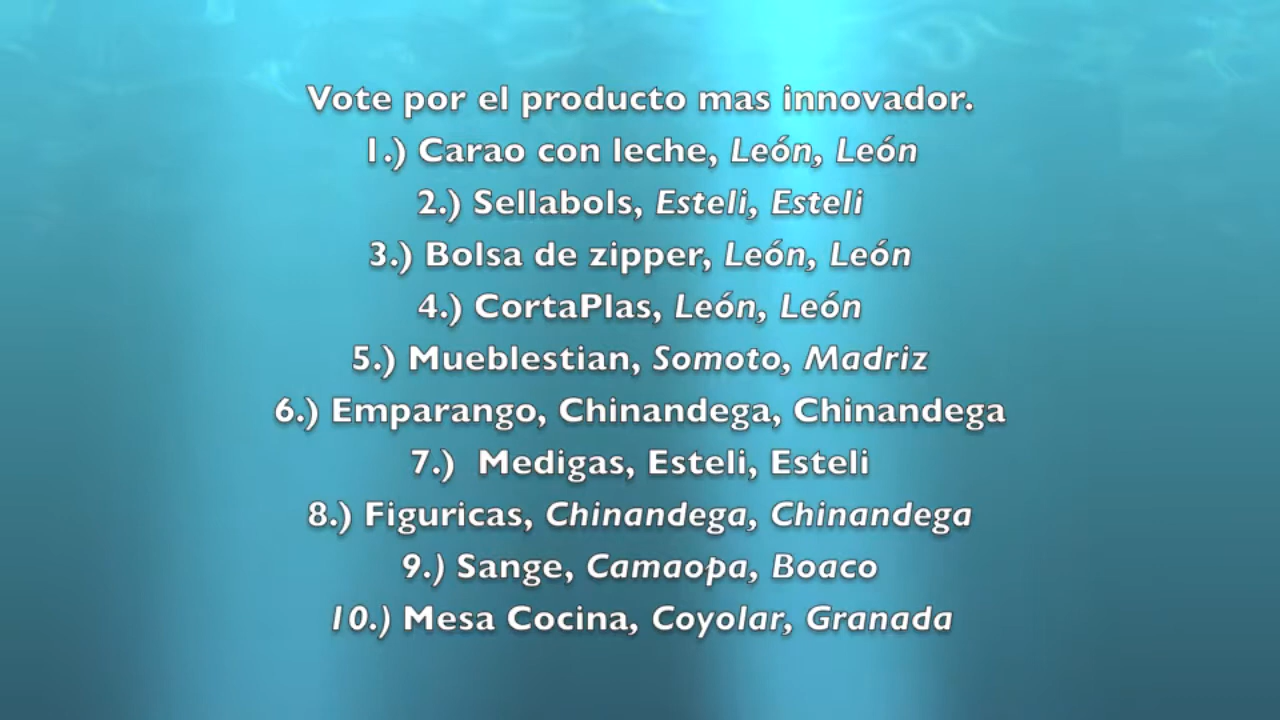 Vote por el producto mas innovador.
1.) Carao con leche, León, León
2.) Sellabols, Esteli, Esteli
3.) Bolsa de zipper, León, León
4.) CortaPlas, León, León
5.) Mueblestian, Somoto, Madriz
6.) Emparango, Chinandega, Chinandega
7.) Medigas, Esteli, Esteli
8.) Figuricas, Chinandega, Chinandega
9.) Sange, Camaopa, Boaco
10.) Mesa Cocina, Coyolar, Granada